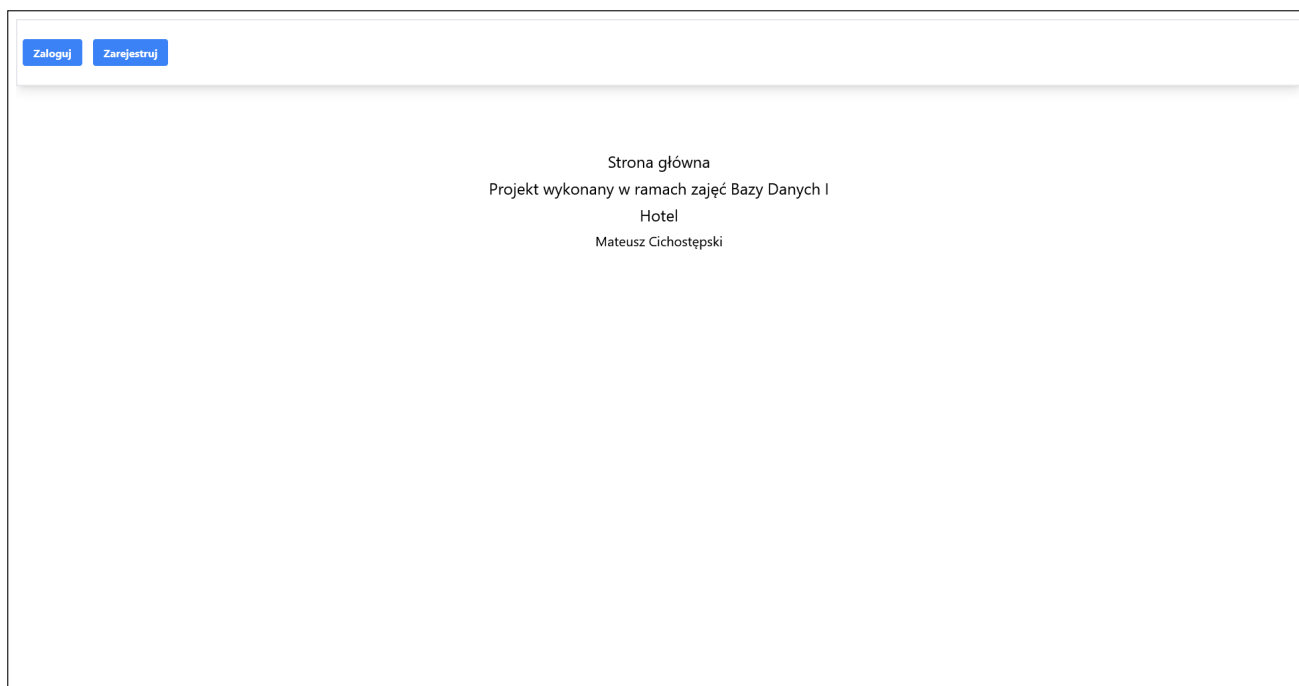 Zaloguj Zarejestruj
Strona główna
Projekt wykonany w ramach zajęć Bazy Danych I
Hotel
Mateusz Cichostępski